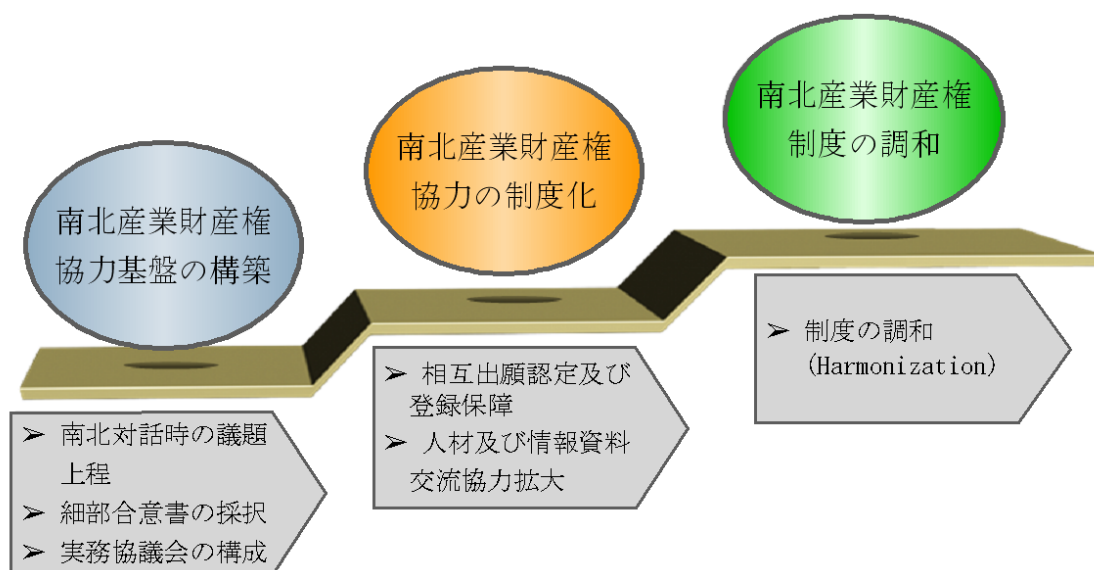 南北産業財産権
協力基盤の構築
南北産業財産権
協力の制度化
南北産業財産権
制度の調和
➢ 南北対話時の議題
上程
➢ 細部合意書の採択
➢ 実務協議会の構成
➢ 相互出願認定及び
登録保障
➢ 人材及び情報資料
交流協力拡大
➢ 制度の調和
(Harmonization)